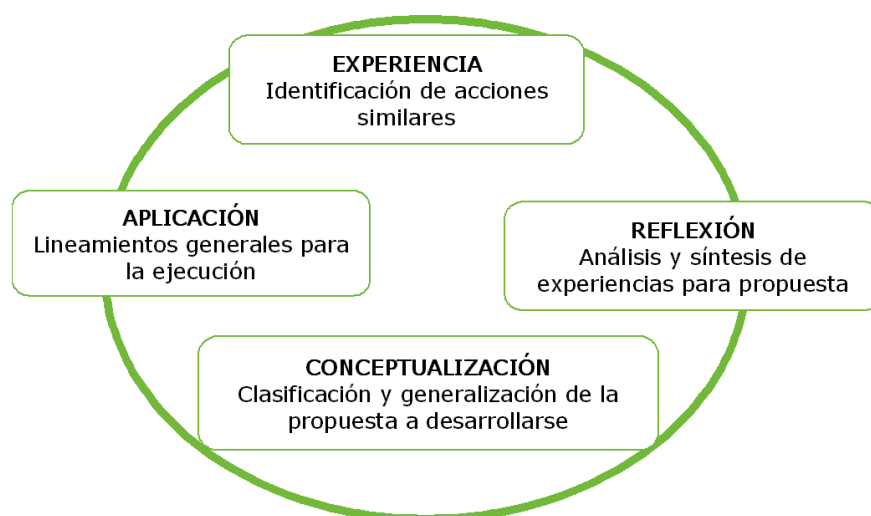 EXPERIENCIA
Identificación de acciones
similares
APLICACIÓN
Lineamientos generales para
la ejecución
REFLEXIÓN
Análisis y síntesis de
experiencias para propuesta
CONCEPTUALIZACIÓN
Clasificación y generalización de la
propuesta a desarrollarse